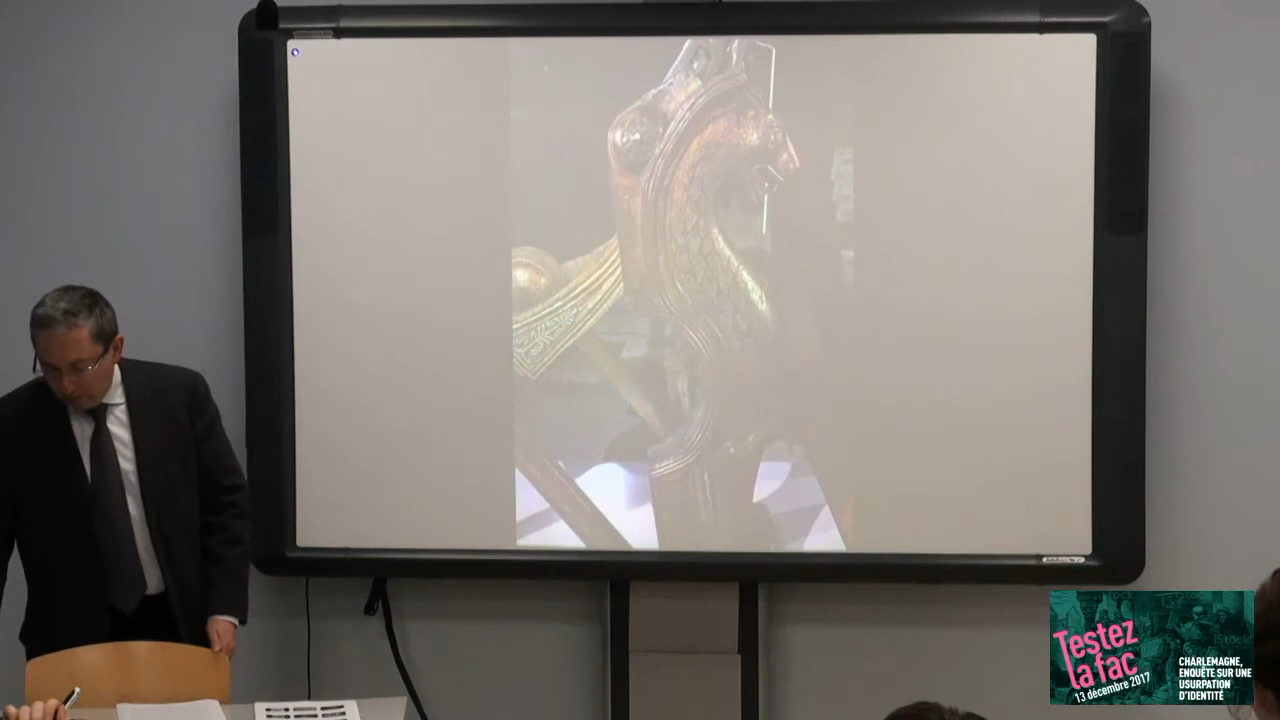 Testez
la fac
13 décembre 2017
CHARLEMAGNE,
ENQUÊTE SUR UNE
USURPATION
D'IDENTITÉ